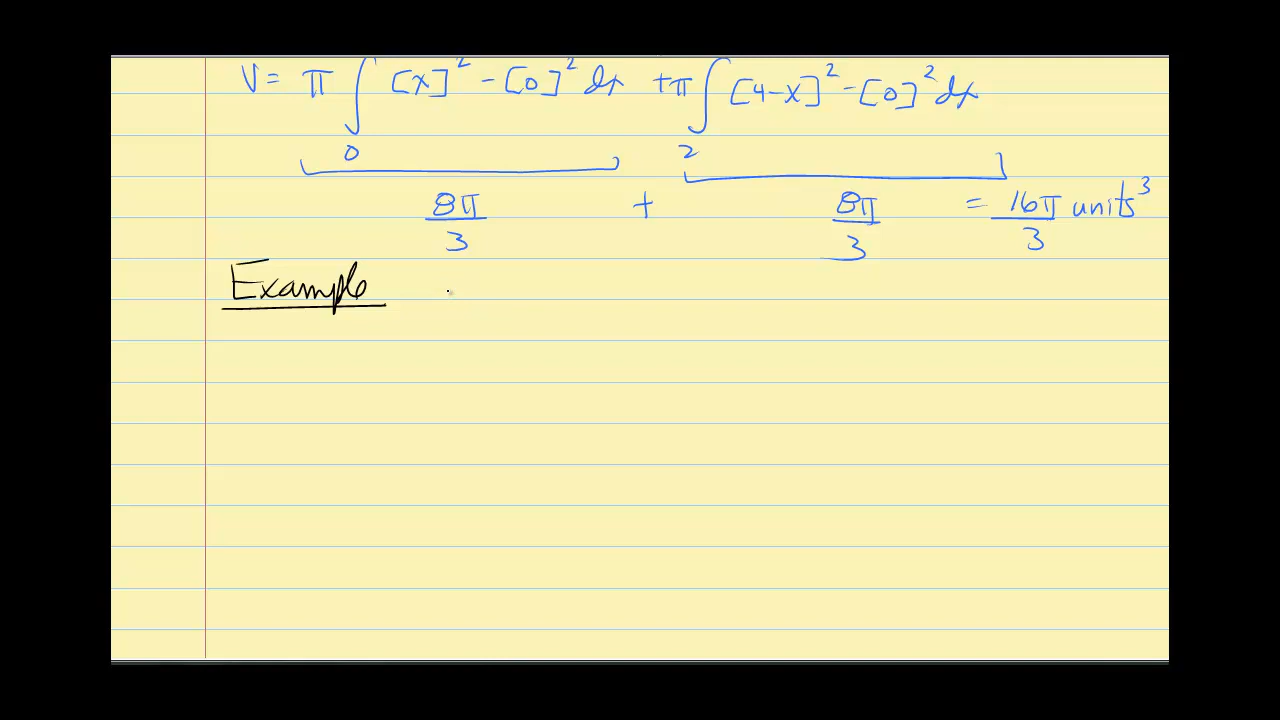 V = π ∫₀ [x]² - [0]² dx + π ∫₂ [4-x]² - [0]² dx
8π/3 + 8π/3 = 16π/3 units³
Example